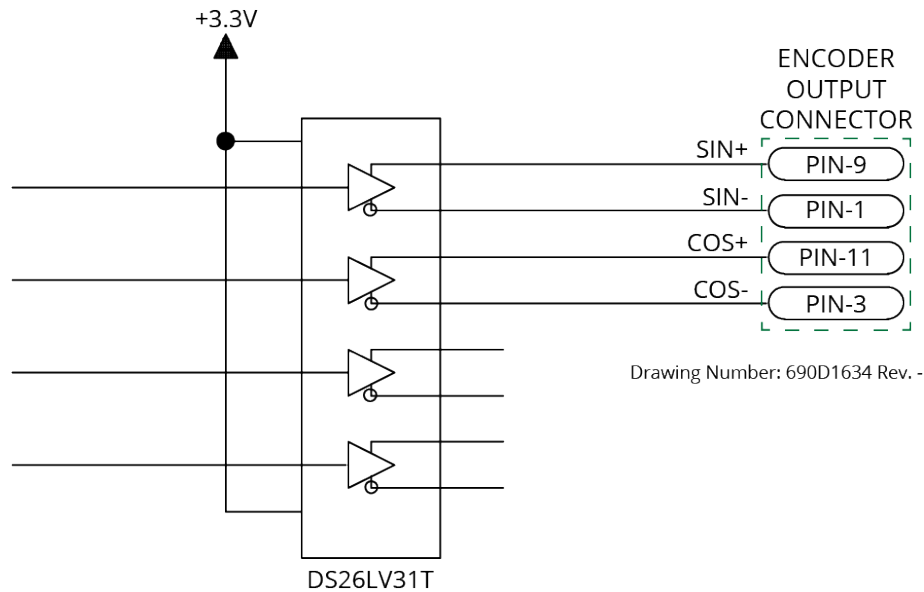 +3.3V
ENCODER
OUTPUT
CONNECTOR
SIN+
PIN-9
SIN-
PIN-1
COS+
PIN-11
COS-
PIN-3
Drawing Number: 690D1634 Rev. -
DS26LV31T